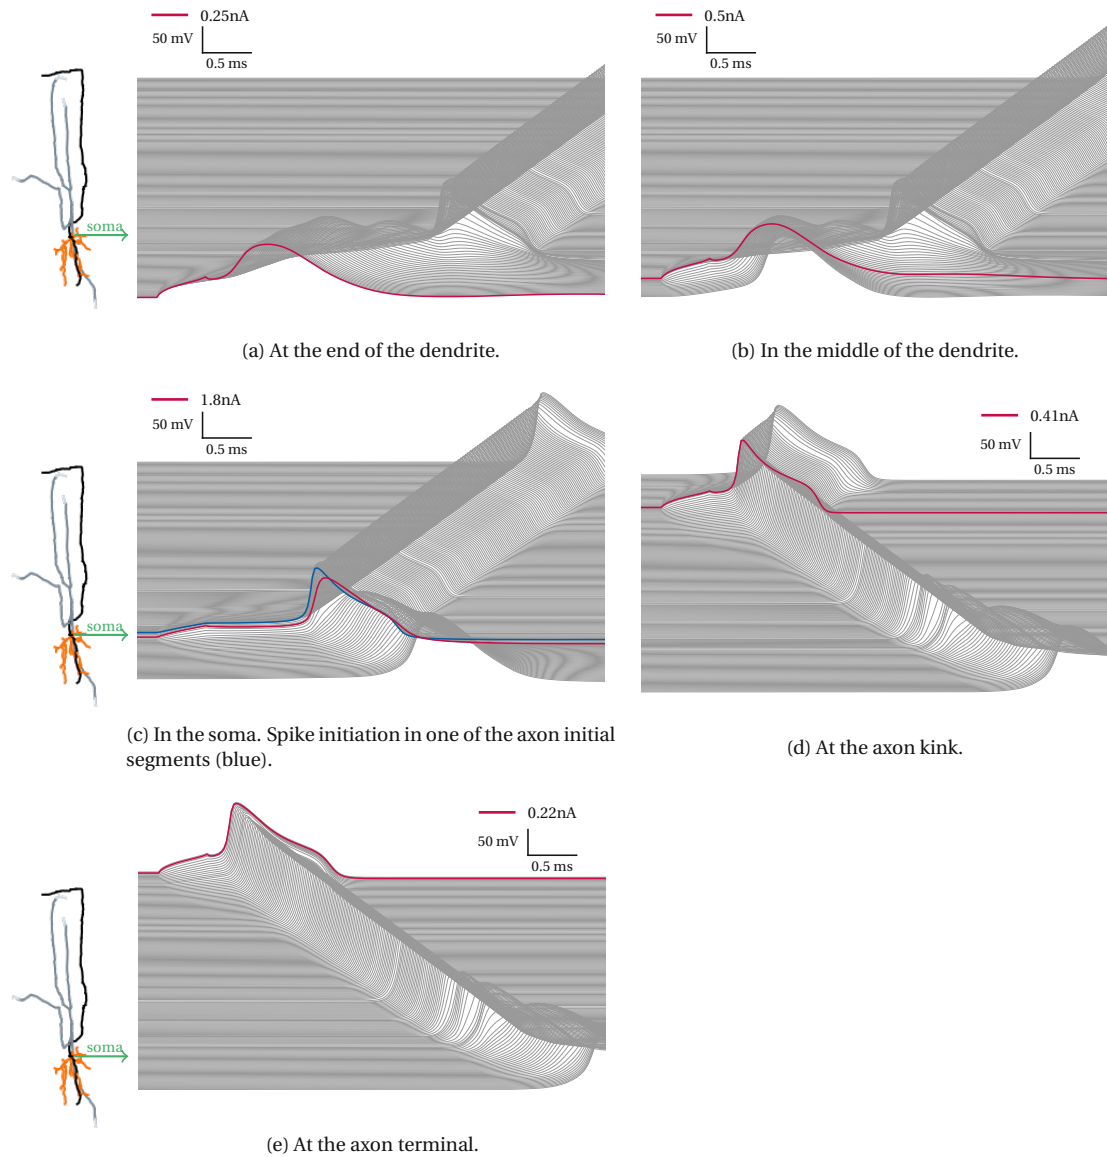 0.25nA
50 mV
0.5 ms
soma
(a) At the end of the dendrite.
0.5nA
50 mV
0.5 ms
(b) In the middle of the dendrite.
1.8nA
50 mV
0.5 ms
soma
(c) In the soma. Spike initiation in one of the axon initial
segments (blue).
0.41nA
50 mV
0.5 ms
(d) At the axon kink.
0.22nA
50 mV
0.5 ms
soma
(e) At the axon terminal.